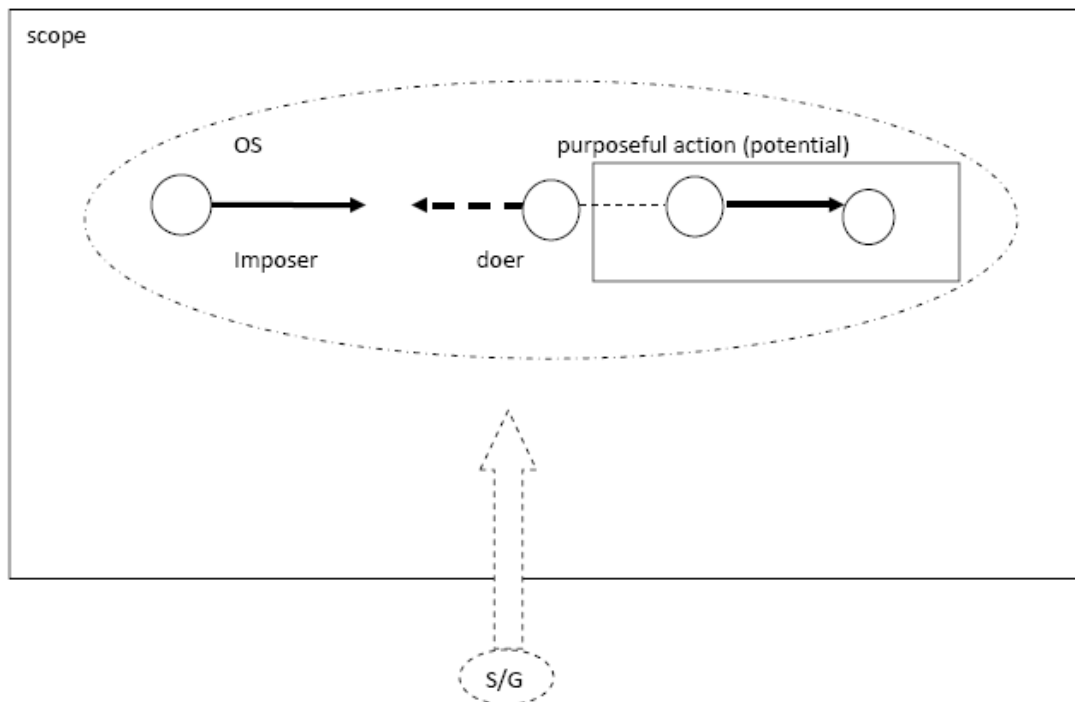 scope
OS
purposeful action (potential)
Imposer
doer
S/G